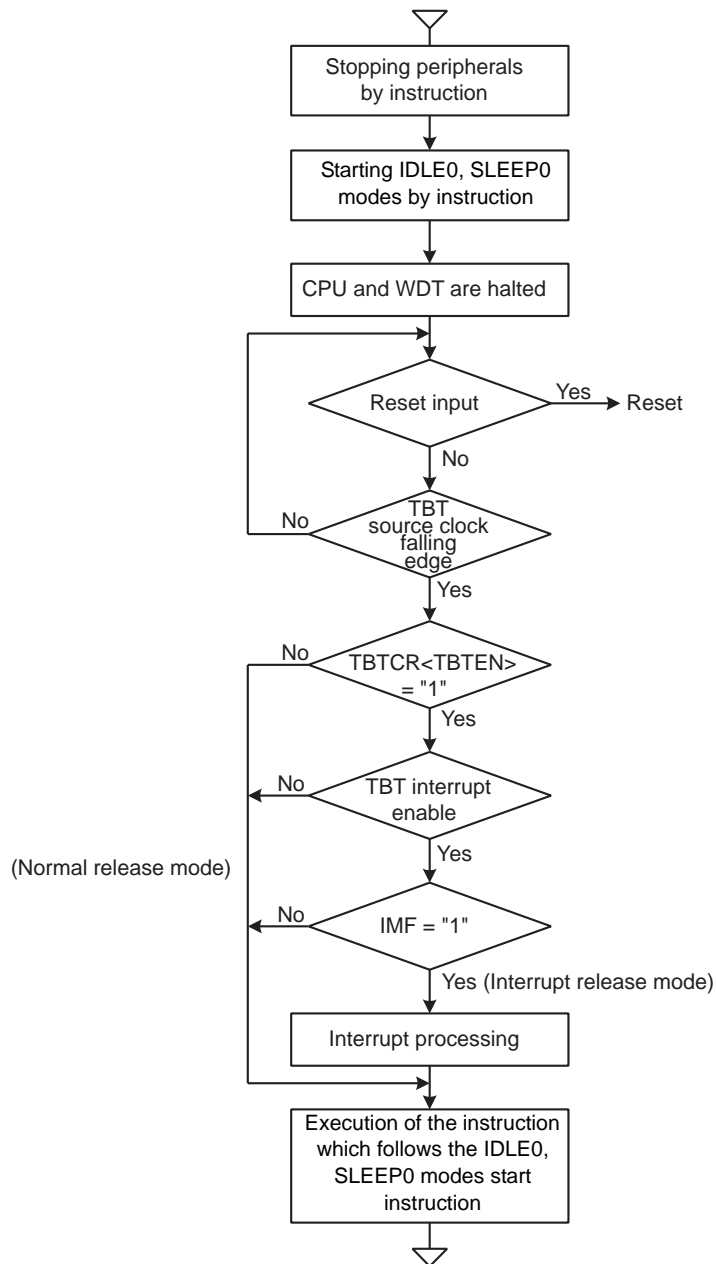 Stopping peripherals
by instruction
Starting IDLE0, SLEEP0
modes by instruction
CPU and WDT are halted
Reset input
Yes
Reset
No
No
TBT
source clock
falling
edge
Yes
No
TBTCR<TBTEN>
= "1"
Yes
No
TBT interrupt
enable
Yes
(Normal release mode)
No
IMF = "1"
Yes (Interrupt release mode)
Interrupt processing
Execution of the instruction
which follows the IDLE0,
SLEEP0 modes start
instruction